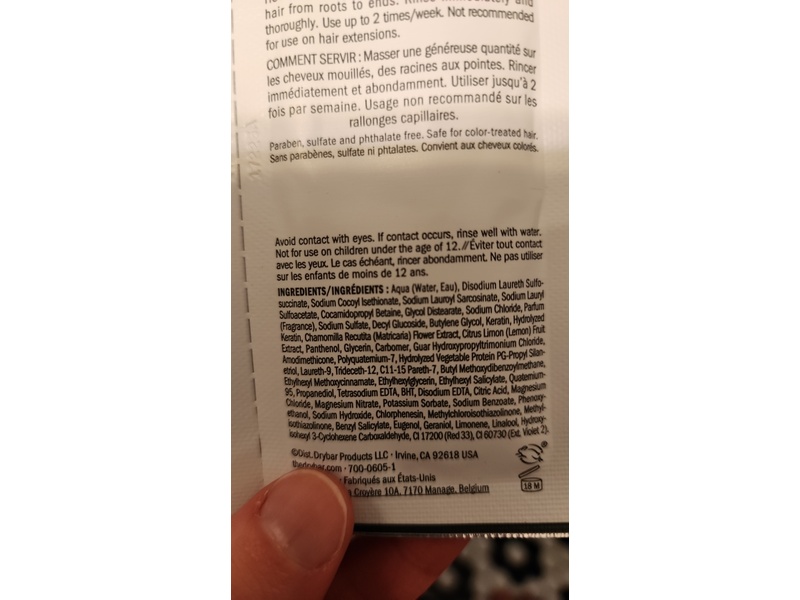 hair from roots to ends. Rinse immediately and
thoroughly. Use up to 2 times/week. Not recommended
for use on hair extensions.
COMMENT SERVIR : Masser une généreuse quantité sur
les cheveux mouillés, des racines aux pointes. Rincer
immédiatement et abondamment. Utiliser jusqu'à 2
fois par semaine. Usage non recommandé sur les
rallonges capillaires.
Paraben, sulfate and phthalate free. Safe for color-treated hair.
Sans parabènes, sulfate ni phtalates. Convient aux cheveux colorés.
Avoid contact with eyes. If contact occurs, rinse well with water.
Not for use on children under the age of 12.//Éviter tout contact
avec les yeux. Le cas échéant, rincer abondamment. Ne pas utiliser
sur les enfants de moins de 12 ans.
INGREDIENTS/INGRÉDIENTS : Aqua (Water, Eau), Disodium Laureth Sulfo-
succinate, Sodium Cocoyl Isethionate, Sodium Lauroyl Sarcosinate, Sodium Lauryl
Sulfoacetate, Cocamidopropyl Betaine, Glycol Distearate, Sodium Chloride, Parfum
(Fragrance), Sodium Sulfate, Decyl Glucoside, Butylene Glycol, Keratin, Hydrolyzed
Keratin, Chamomilla Recutita (Matricaria) Flower Extract, Citrus Limon (Lemon) Fruit
Extract, Panthenol, Glycerin, Carbomer, Guar Hydroxypropyltrimonium Chloride,
Amodimethicone, Polyquaternium-7, Hydrolyzed Vegetable Protein PG-Propyl Silan-
etriol, Laureth-9, Trideceth-12, C11-15 Pareth-7, Butyl Methoxydibenzoylmethane,
Ethylhexyl Methoxycinnamate, Ethylhexylglycerin, Ethylhexyl Salicylate, Quaternium-
95, Propanediol, Tetrasodium EDTA, BHT, Disodium EDTA, Citric Acid, Magnesium
Chloride, Magnesium Nitrate, Potassium Sorbate, Sodium Benzoate, Phenoxy-
ethanol, Sodium Hydroxide, Chlorphenesin, Methylchloroisothiazolinone, Methyl-
isothiazolinone, Benzyl Salicylate, Eugenol, Geraniol, Limonene, Linalool, Hydroxy-
isohexyl 3-Cyclohexene Carboxaldehyde, CI 17200 (Red 33), CI 60730 (Ext. Violet 2).
©Dist. Drybar Products LLC · Irvine, CA 92618 USA
thedrybar.com · 700-0605-1
Fabriqués aux États-Unis
Croyère 10A, 7170 Manage, Belgium
18 M